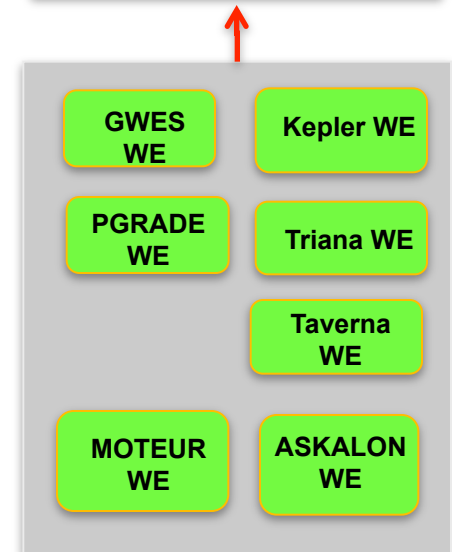 GWES
WE
Kepler WE
PGRADE
WE
Triana WE
Taverna
WE
MOTEUR
WE
ASKALON
WE